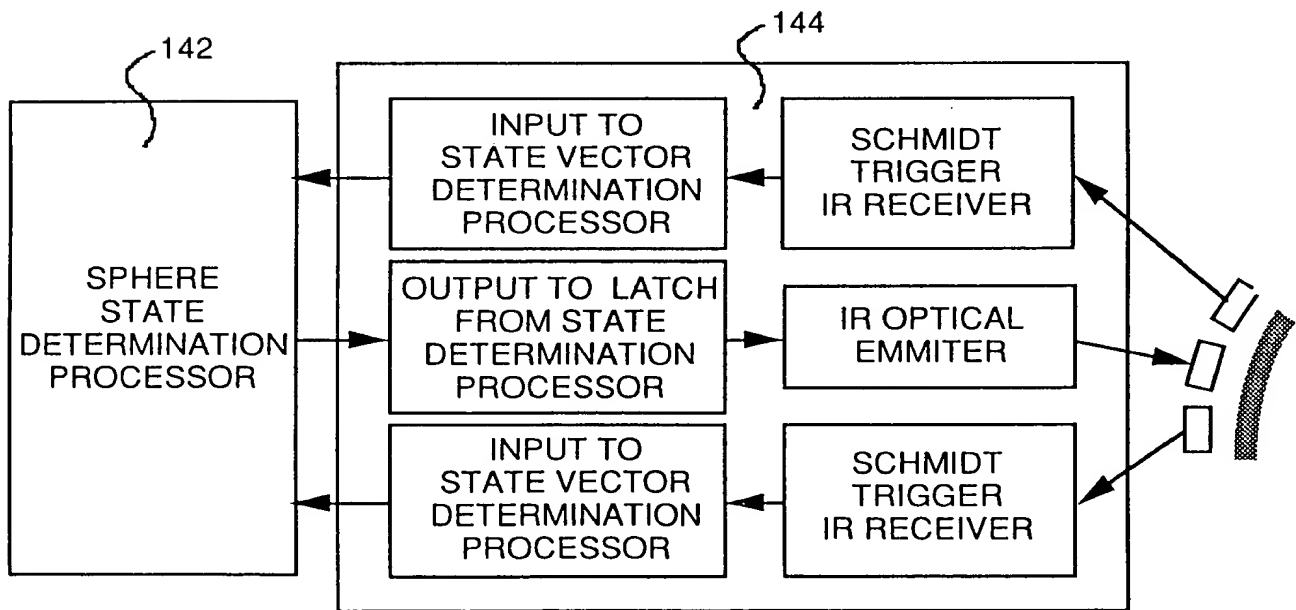 142
144
SPHERE
STATE
DETERMINATION
PROCESSOR
INPUT TO
STATE VECTOR
DETERMINATION
PROCESSOR
SCHMIDT
TRIGGER
IR RECEIVER
OUTPUT TO LATCH
FROM STATE
DETERMINATION
PROCESSOR
IR OPTICAL
EMMITER
INPUT TO
STATE VECTOR
DETERMINATION
PROCESSOR
SCHMIDT
TRIGGER
IR RECEIVER